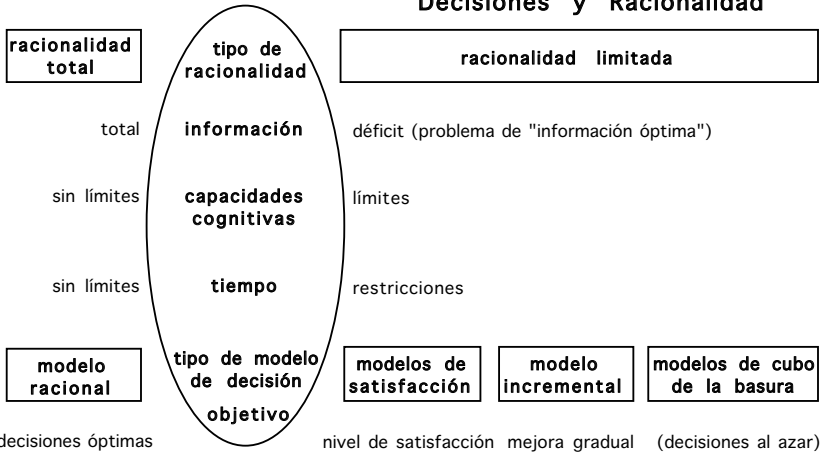 Decisiones y Racionalidad
racionalidad
total
tipo de
racionalidad
racionalidad limitada
total
información
déficit (problema de "información óptima")
sin límites
capacidades
cognitivas
límites
sin límites
tiempo
restricciones
modelo
racional
tipo de modelo
de decisión
modelos de
satisfacción
modelo
incremental
modelos de cubo
de la basura
objetivo
decisiones óptimas
nivel de satisfacción
mejora gradual
(decisiones al azar)